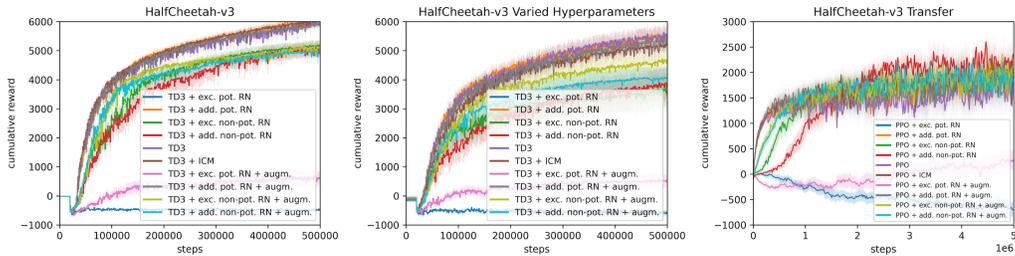 HalfCheetah-v3
6000
5000
4000
3000
2000
1000
0
−1000
cumulative reward
0
100000
200000
300000
400000
500000
steps
TD3 + exc. pot. RN
TD3 + add. pot. RN
TD3 + exc. non-pot. RN
TD3 + add. non-pot. RN
TD3
TD3 + ICM
TD3 + exc. pot. RN + augm.
TD3 + add. pot. RN + augm.
TD3 + exc. non-pot. RN + augm.
TD3 + add. non-pot. RN + augm.
HalfCheetah-v3 Varied Hyperparameters
6000
5000
4000
3000
2000
1000
0
−1000
cumulative reward
0
100000
200000
300000
400000
500000
steps
TD3 + exc. pot. RN
TD3 + add. pot. RN
TD3 + exc. non-pot. RN
TD3 + add. non-pot. RN
TD3
TD3 + ICM
TD3 + exc. pot. RN + augm.
TD3 + add. pot. RN + augm.
TD3 + exc. non-pot. RN + augm.
TD3 + add. non-pot. RN + augm.
HalfCheetah-v3 Transfer
3000
2500
2000
1500
1000
500
0
−500
−1000
cumulative reward
0
1
2
3
4
5
1e6
steps
PPO + exc. pot. RN
PPO + add. pot. RN
PPO + exc. non-pot. RN
PPO + add. non-pot. RN
PPO
PPO + ICM
PPO + exc. pot. RN + augm.
PPO + add. pot. RN + augm.
PPO + exc. non-pot. RN + augm.
PPO + add. non-pot. RN + augm.